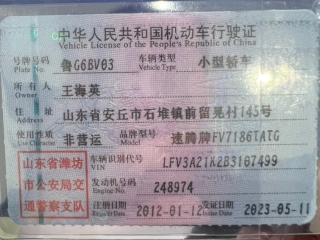 中华人民共和国机动车行驶证
Vehicle License of the People's Republic of China
号牌号码 鲁G6BV03 车辆类型 小型轿车
Plate No. Vehicle Type
所有人 王海英
Owner
住址 山东省安丘市石堆镇前留见村145号
Address
使用性质 非营运 品牌型号 速腾牌FV7186TATG
Use Character Model
山东省潍坊市公安局交通警察支队
车辆识别代号 LFV3A21K2B3107499
VIN
发动机号码 248974
Engine No.
注册日期 2012-01-12 发证日期 2023-05-11
Register Date Issue Date